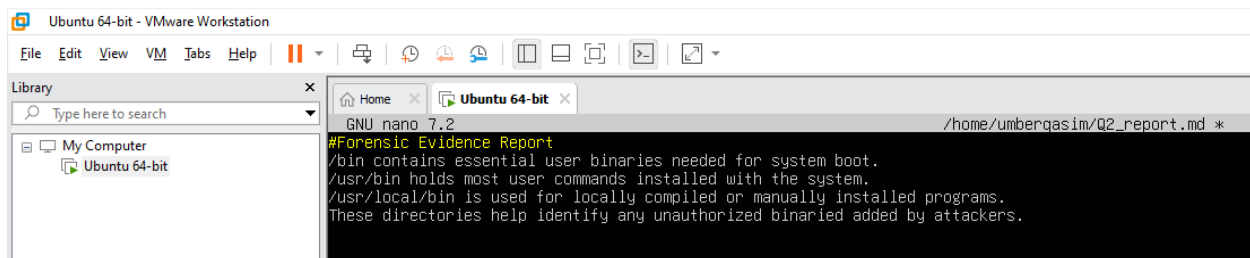 Ubuntu 64-bit - VMware Workstation
File Edit View VM Tabs Help
Library
Type here to search
My Computer
Ubuntu 64-bit
Home
Ubuntu 64-bit
GNU nano 7.2 /home/umberqasim/Q2_report.md *
#Forensic Evidence Report
/bin contains essential user binaries needed for system boot.
/usr/bin holds most user commands installed with the system.
/usr/local/bin is used for locally compiled or manually installed programs.
These directories help identify any unauthorized binaried added by attackers.